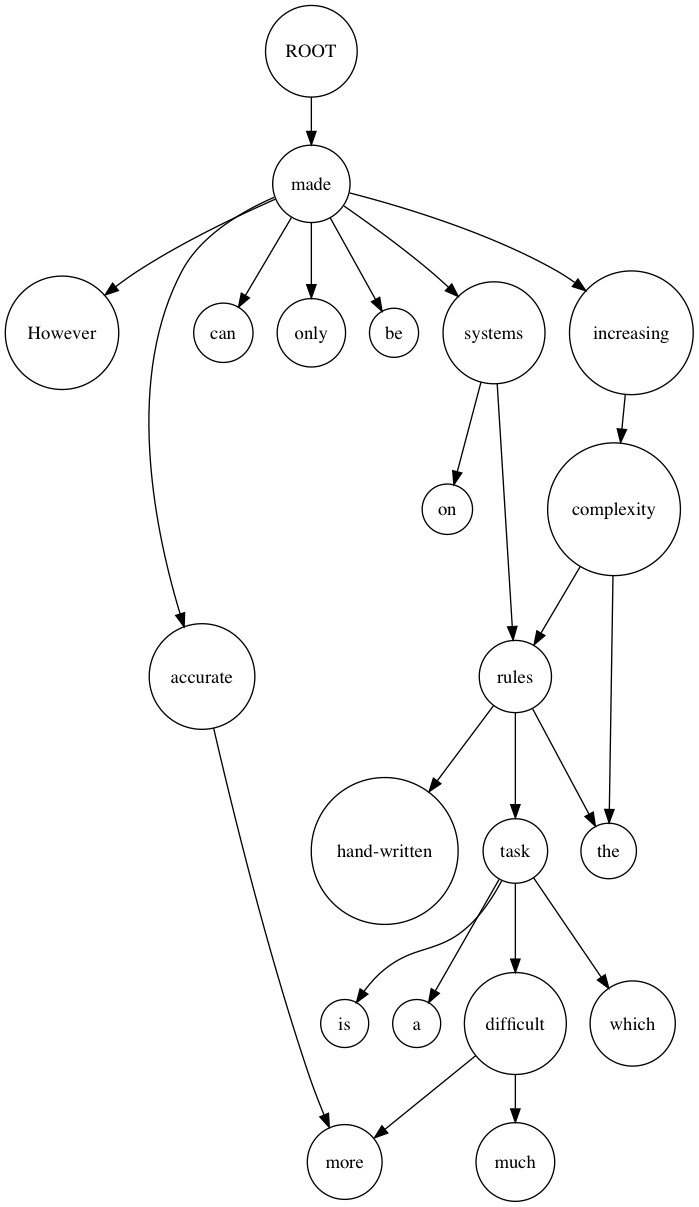 ROOT
made
However
can
only
be
systems
increasing
on
complexity
accurate
rules
hand-written
task
the
is
a
difficult
which
more
much